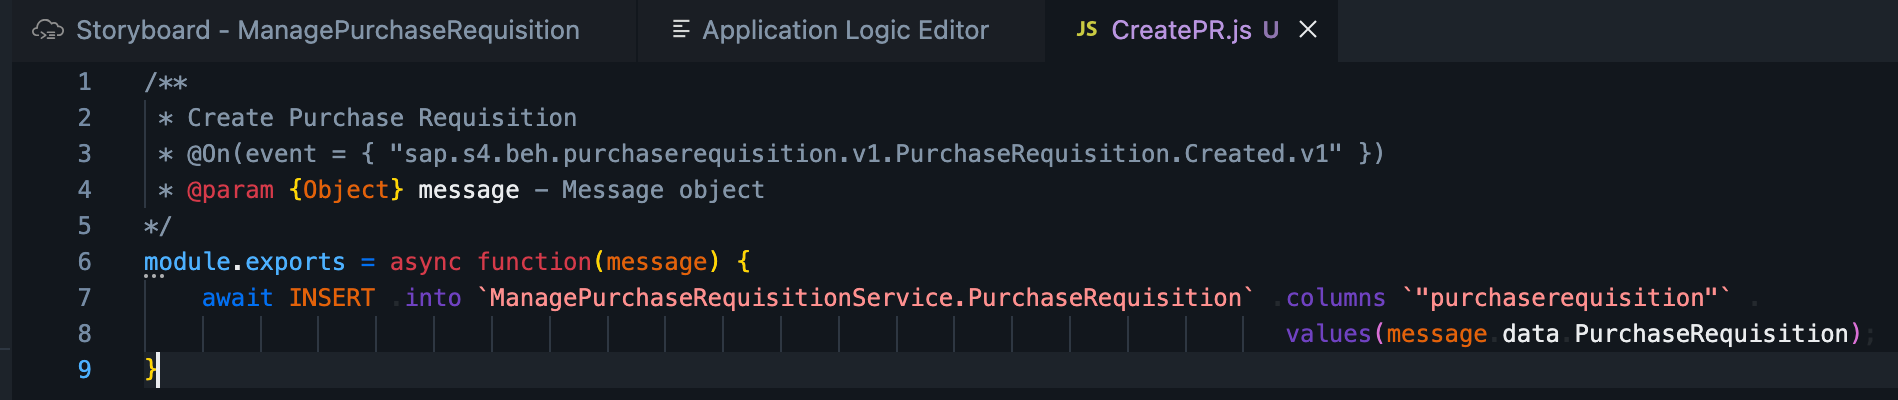 Storyboard - ManagePurchaseRequisition
Application Logic Editor
JS CreatePR.js U
1 /**
2 * Create Purchase Requisition
3 * @On(event = { "sap.s4.beh.purchaserequisition.v1.PurchaseRequisition.Created.v1" })
4 * @param {Object} message - Message object
5 */
6 module.exports = async function(message) {
7 await INSERT .into `ManagePurchaseRequisitionService.PurchaseRequisition` .columns `"purchaserequisition"` .
8 values(message.data.PurchaseRequisition);
9 }